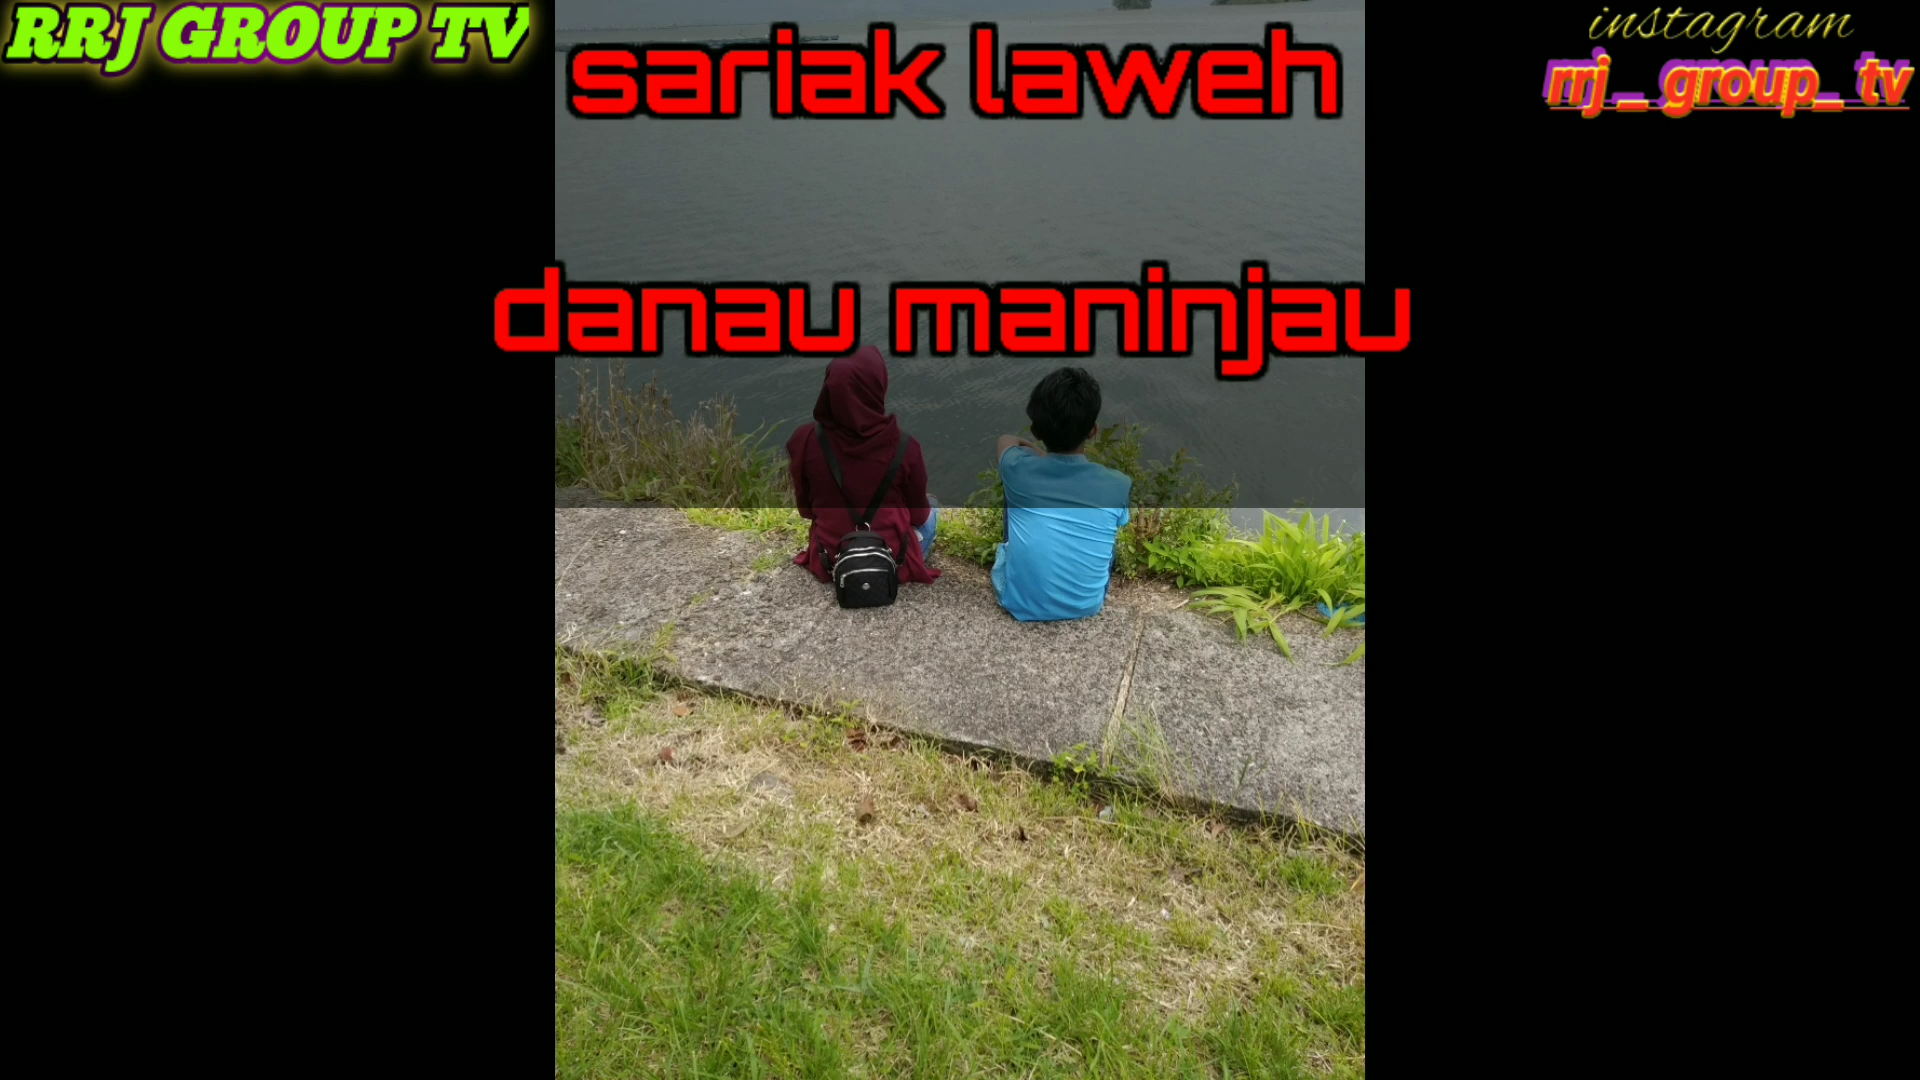 RRJ GROUP TV
instagram
rrj_group_tv
sariak laweh
danau maninjau